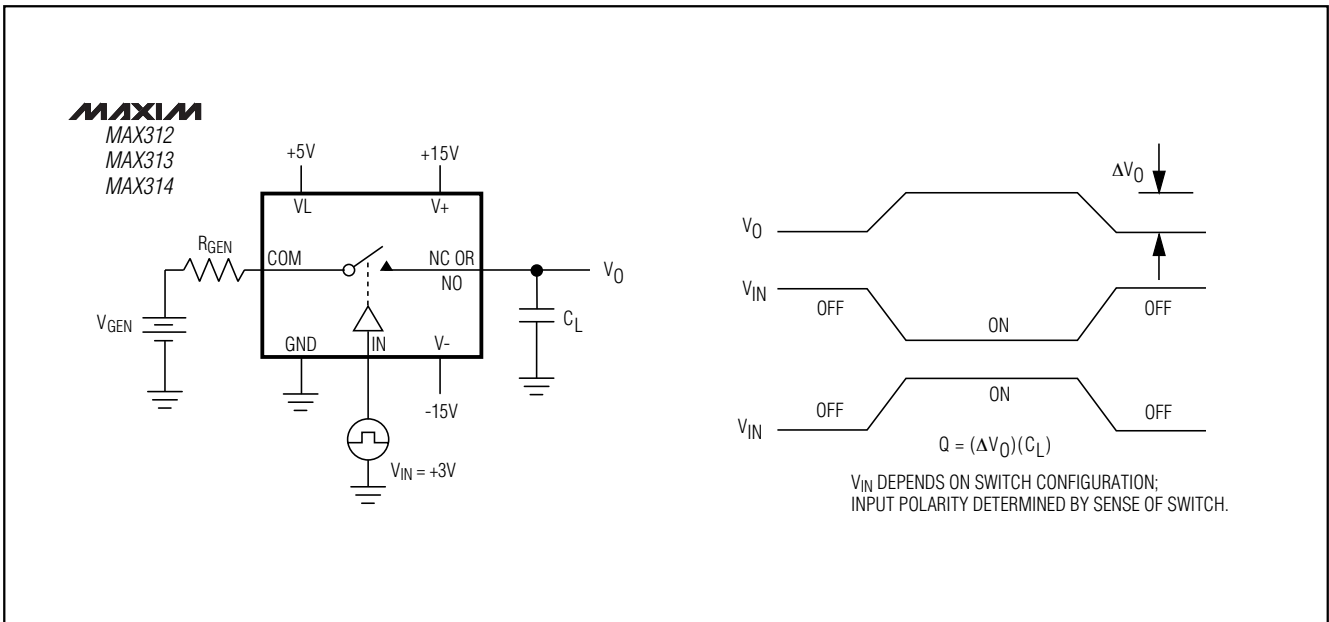 MAXIM
MAX312
MAX313
MAX314
+5V
+15V
VL
V+
RGEN
COM
NC OR
NO
VO
VGEN
CL
GND
IN
V-
-15V
VIN = +3V
ΔVO
VO
VIN
OFF
ON
OFF
VIN
OFF
ON
OFF
Q = (ΔVO)(CL)
VIN DEPENDS ON SWITCH CONFIGURATION;
INPUT POLARITY DETERMINED BY SENSE OF SWITCH.